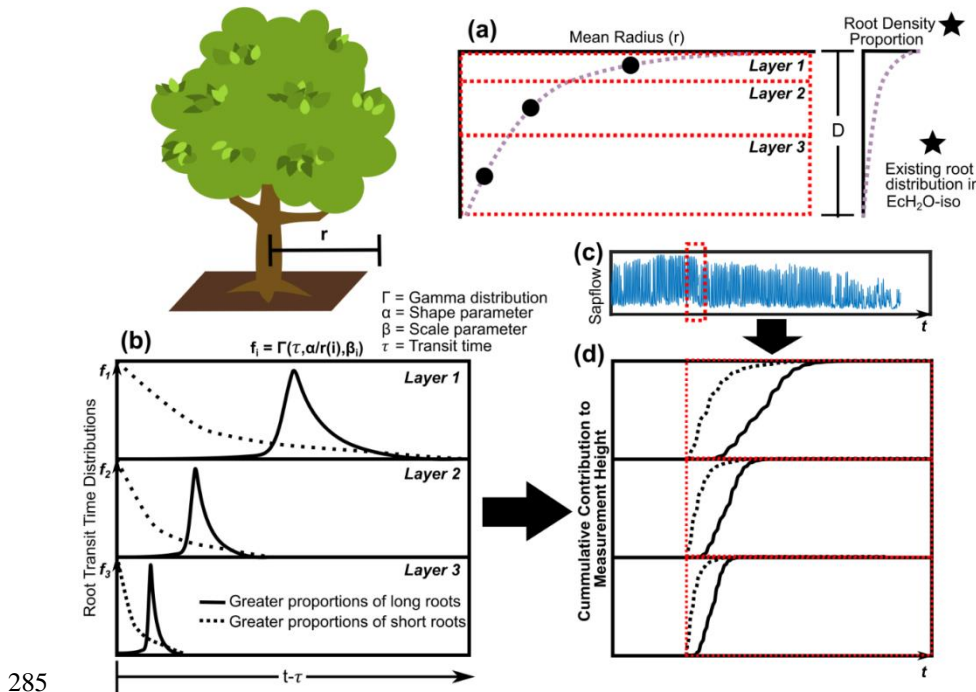 (a)
Mean Radius (r)
Root Density
Proportion
Layer 1
Layer 2
Layer 3
D
Existing root
distribution in
EcH₂O-iso
r
(c)
Sapflow
t
Γ = Gamma distribution
α = Shape parameter
β = Scale parameter
τ = Transit time
(b)
fᵢ = Γ(τ,α/r(i),βᵢ)
Root Transit Time Distributions
f₁
Layer 1
f₂
Layer 2
f₃
Layer 3
Greater proportions of long roots
Greater proportions of short roots
t-τ
(d)
Cummulative Contribution to
Measurement Height
t
285